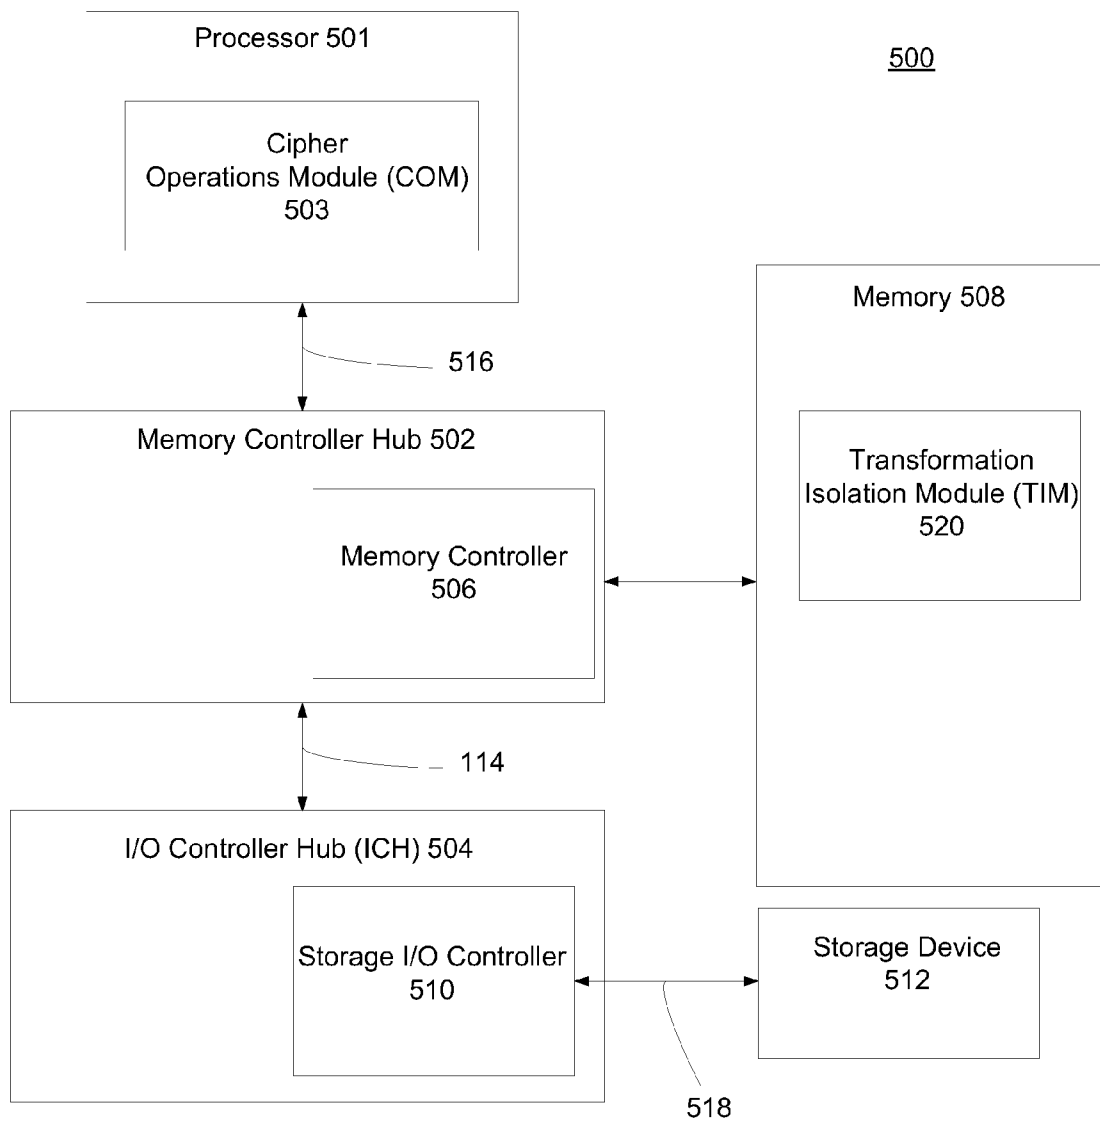 Processor 501
500
Cipher
Operations Module (COM)
503
Memory 508
516
Memory Controller Hub 502
Transformation
Isolation Module (TIM)
520
Memory Controller
506
114
I/O Controller Hub (ICH) 504
Storage I/O Controller
510
Storage Device
512
518